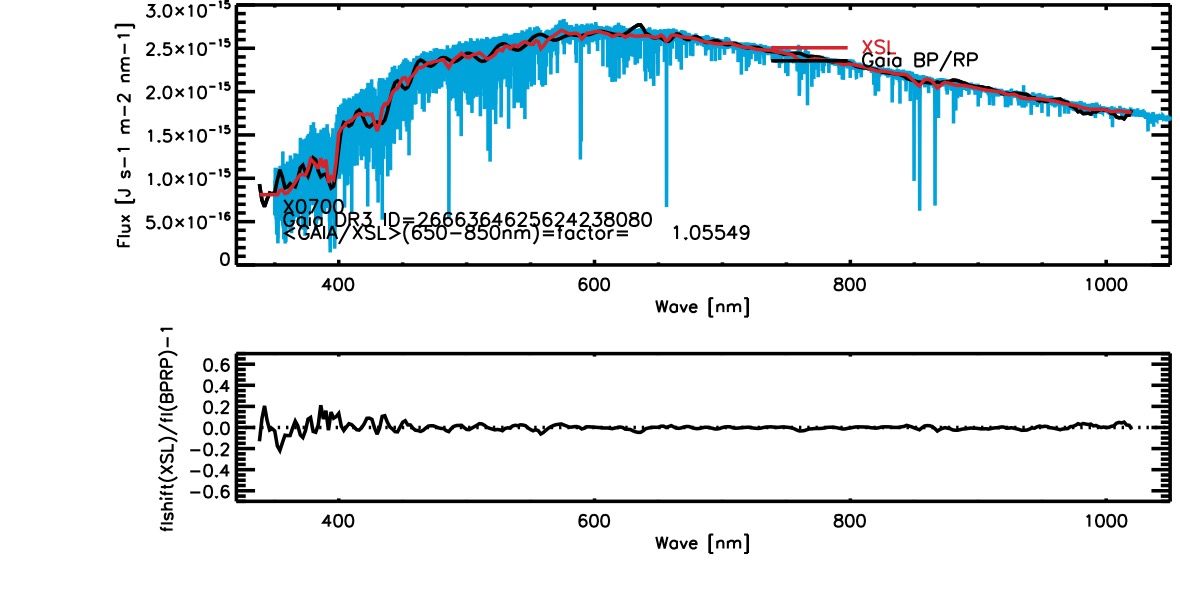 3.0×10⁻¹⁵
2.5×10⁻¹⁵
2.0×10⁻¹⁵
1.5×10⁻¹⁵
1.0×10⁻¹⁵
5.0×10⁻¹⁶
0
Flux [J s−1 m−2 nm−1]
XSL
Gaia BP/RP
X0700
Gaia DR3 ID=2666364625624238080
<GAIA/XSL>(650−850nm)=factor= 1.05549
400 600 800 1000
Wave [nm]
flshift(XSL)/fl(BPRP)−1
0.6
0.4
0.2
0.0
−0.2
−0.4
−0.6
400 600 800 1000
Wave [nm]